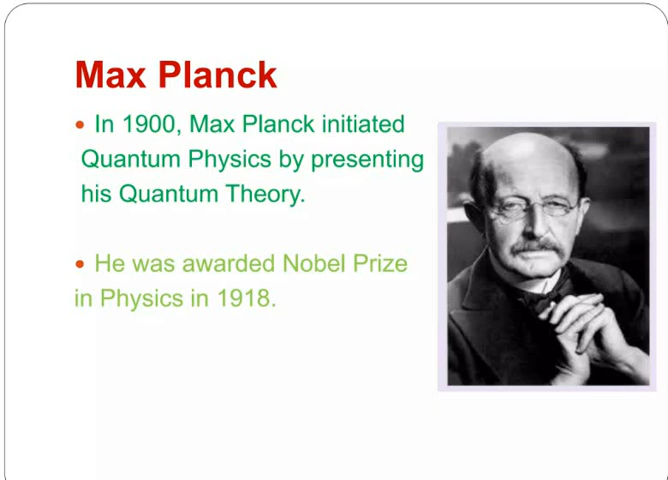 Max Planck
• In 1900, Max Planck initiated
Quantum Physics by presenting
his Quantum Theory.
• He was awarded Nobel Prize
in Physics in 1918.